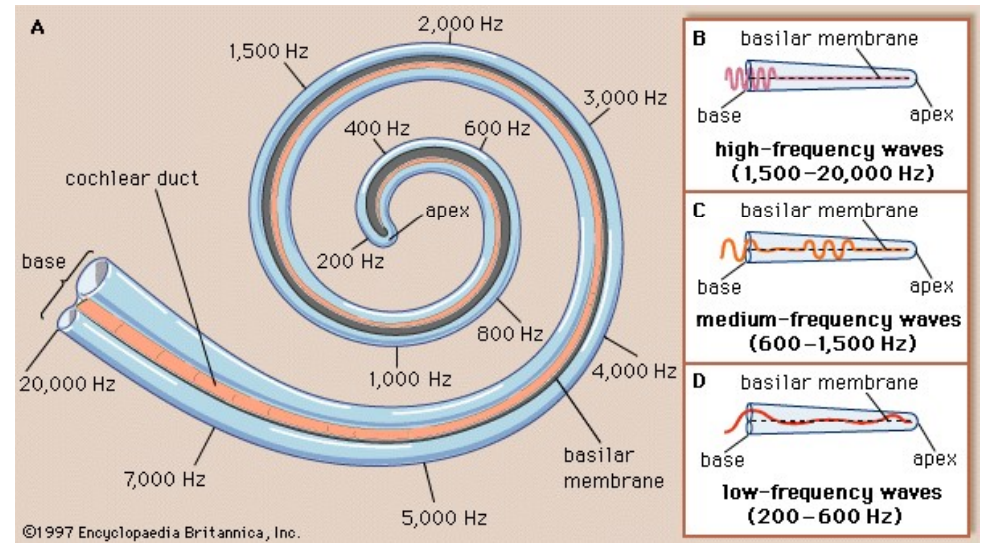 A
2,000 Hz
1,500 Hz
3,000 Hz
400 Hz
600 Hz
cochlear duct
apex
base
200 Hz
800 Hz
1,000 Hz
4,000 Hz
20,000 Hz
basilar
membrane
7,000 Hz
5,000 Hz
©1997 Encyclopaedia Britannica, Inc.
B
basilar membrane
base
apex
high-frequency waves
(1,500–20,000 Hz)
C
basilar membrane
base
apex
medium-frequency waves
(600–1,500 Hz)
D
basilar membrane
base
apex
low-frequency waves
(200–600 Hz)